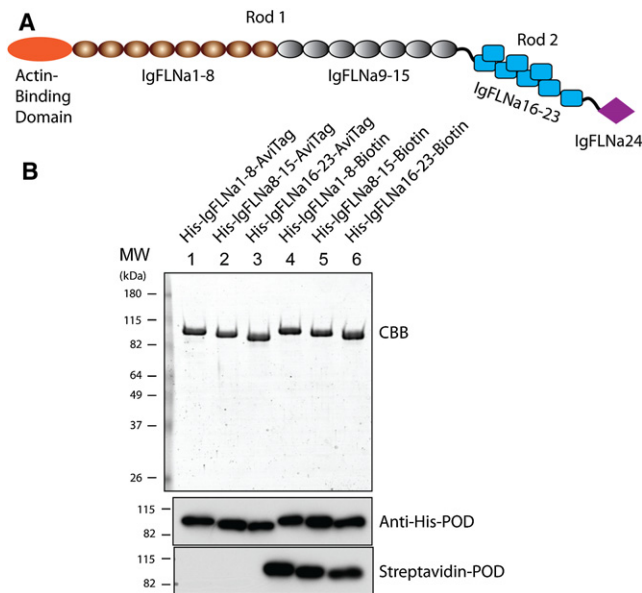 A
Rod 1
Rod 2
Actin-
Binding
Domain
IgFLNa1-8
IgFLNa9-15
IgFLNa16-23
IgFLNa24
B
His-IgFLNa1-8-AviTag
His-IgFLNa8-15-AviTag
His-IgFLNa16-23-AviTag
His-IgFLNa1-8-Biotin
His-IgFLNa8-15-Biotin
His-IgFLNa16-23-Biotin
MW
(kDa)
1 2 3 4 5 6
180
115
82
64
49
37
26
CBB
115
82
Anti-His-POD
115
82
Streptavidin-POD